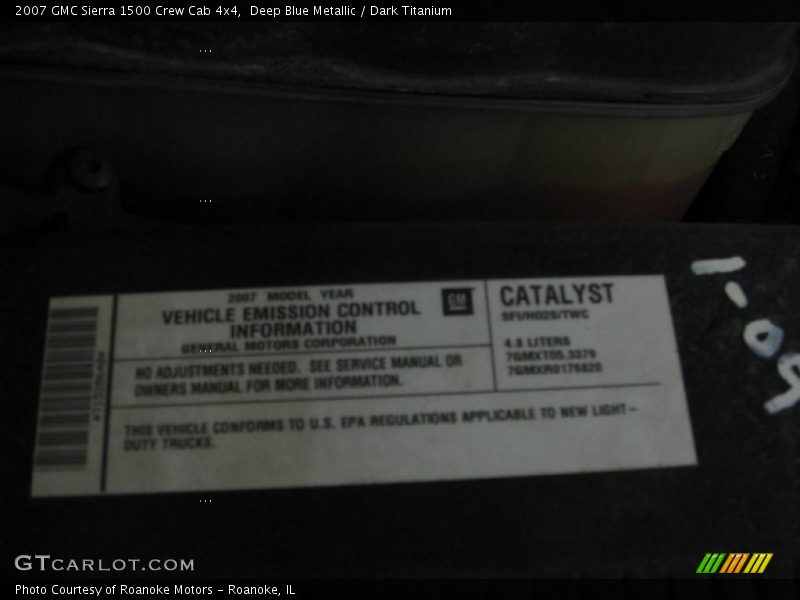 2007 GMC Sierra 1500 Crew Cab 4x4,  Deep Blue Metallic / Dark Titanium
2007 MODEL YEAR
VEHICLE EMISSION CONTROL
INFORMATION
GENERAL MOTORS CORPORATION
GM
NO ADJUSTMENTS NEEDED. SEE SERVICE MANUAL OR
OWNERS MANUAL FOR MORE INFORMATION.
CATALYST
SFI/HO2S/TWC
4.8 LITERS
7GMXT05.3379
7GMXR0176820
THIS VEHICLE CONFORMS TO U.S. EPA REGULATIONS APPLICABLE TO NEW LIGHT-
DUTY TRUCKS.
GTCARLOT.COM
Photo Courtesy of Roanoke Motors - Roanoke, IL